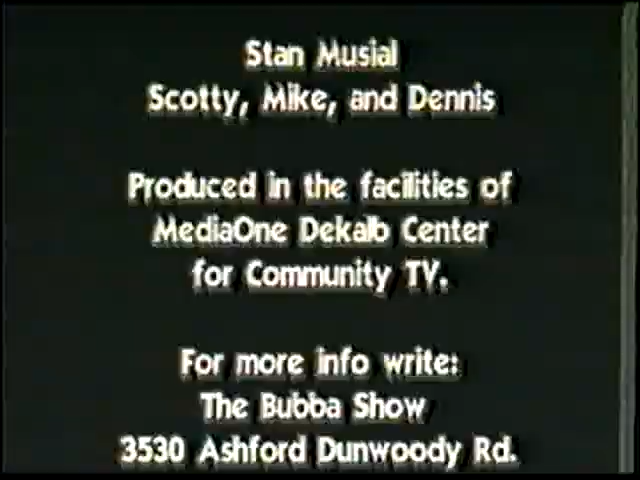 Stan Musial
Scotty, Mike, and Dennis
Produced in the facilities of
MediaOne Dekalb Center
for Community TV.
For more info write:
The Bubba Show
3530 Ashford Dunwoody Rd.